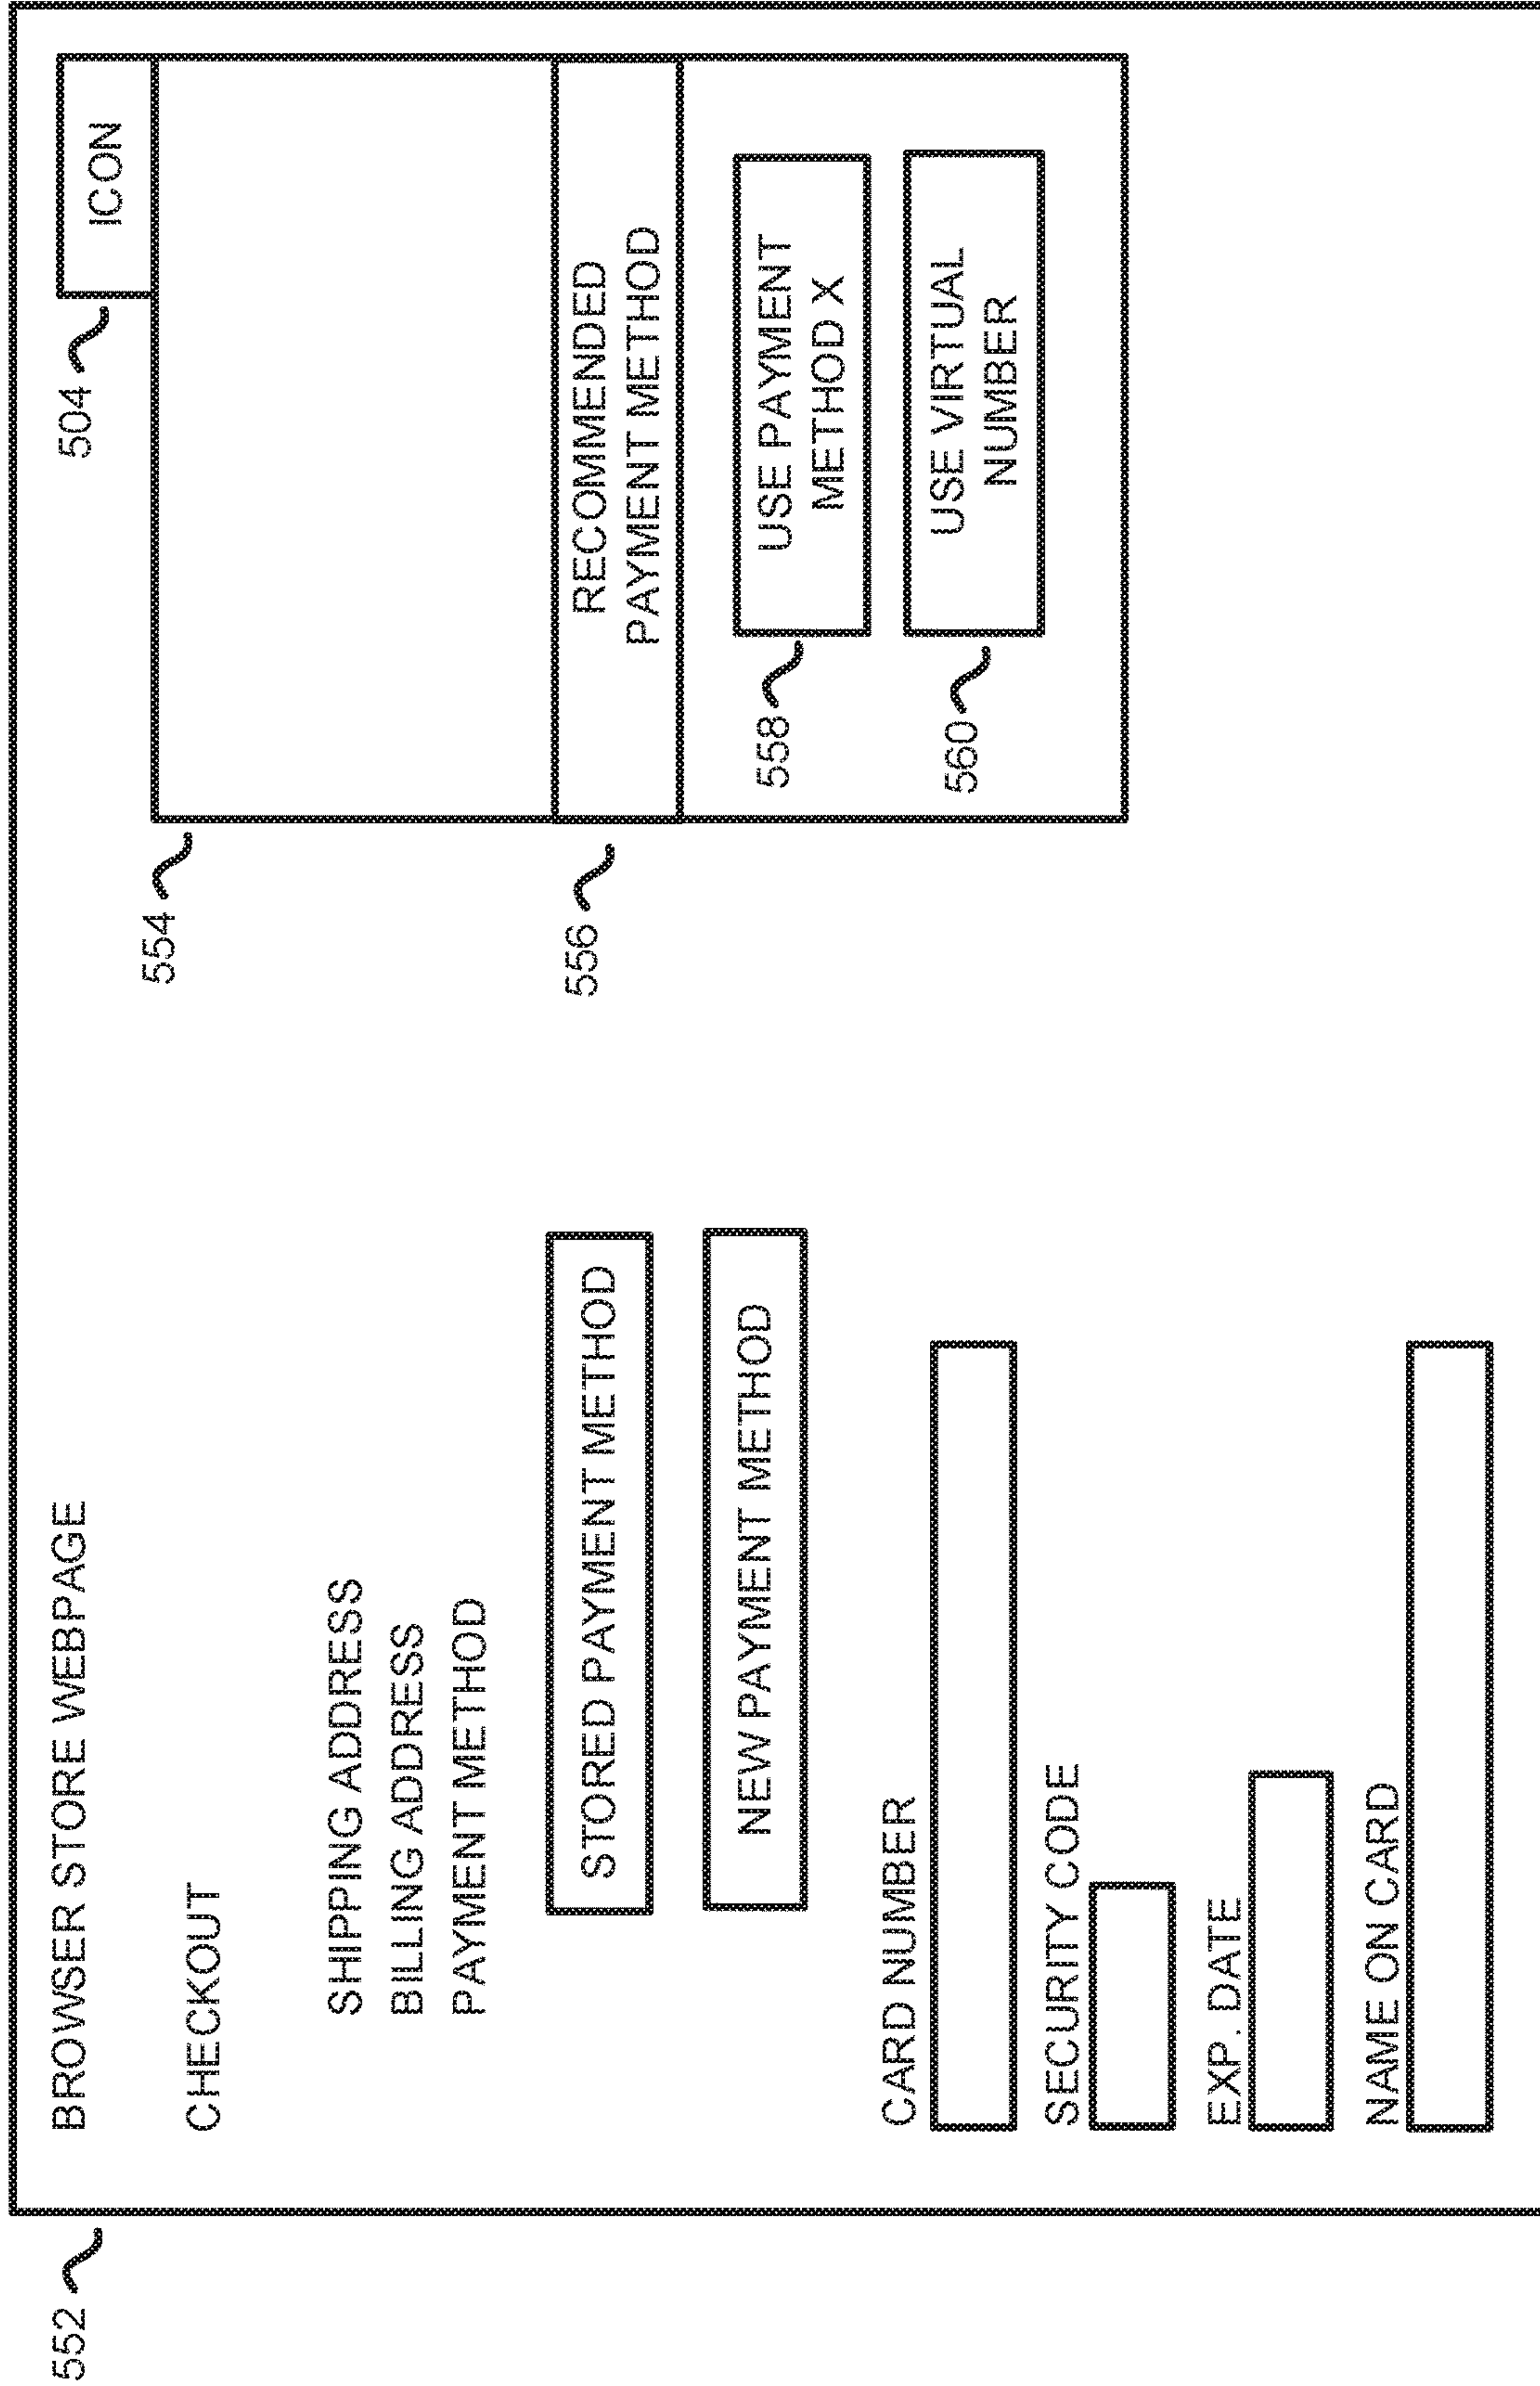 552
BROWSER STORE WEBPAGE
CHECKOUT
SHIPPING ADDRESS
BILLING ADDRESS
PAYMENT METHOD
STORED PAYMENT METHOD
NEW PAYMENT METHOD
CARD NUMBER
SECURITY CODE
EXP. DATE
NAME ON CARD
504
ICON
554
556
RECOMMENDED
PAYMENT METHOD
558
USE PAYMENT
METHOD X
560
USE VIRTUAL
NUMBER